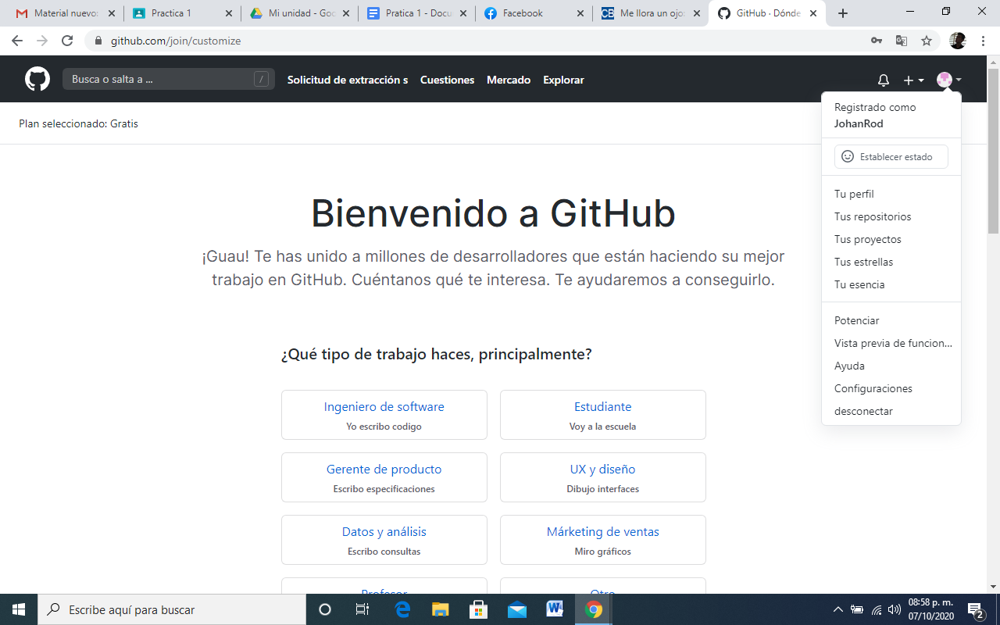 Material nuevo:
Practica 1
Mi unidad - Goo
Pratica 1 - Docu
Facebook
CE
Me llora un ojo:
GitHub · Dónde
github.com/join/customize
Busca o salta a ...
/
Solicitud de extracción s
Cuestiones
Mercado
Explorar
Plan seleccionado: Gratis
Registrado como
JohanRod
Establecer estado
Tu perfil
Tus repositorios
Tus proyectos
Tus estrellas
Tu esencia
Potenciar
Vista previa de funcion...
Ayuda
Configuraciones
desconectar
Bienvenido a GitHub
¡Guau! Te has unido a millones de desarrolladores que están haciendo su mejor
trabajo en GitHub. Cuéntanos qué te interesa. Te ayudaremos a conseguirlo.
¿Qué tipo de trabajo haces, principalmente?
Ingeniero de software
Yo escribo codigo
Estudiante
Voy a la escuela
Gerente de producto
Escribo especificaciones
UX y diseño
Dibujo interfaces
Datos y análisis
Escribo consultas
Márketing de ventas
Miro gráficos
Profesor
Otro
Escribe aquí para buscar
08:58 p. m.
07/10/2020
2